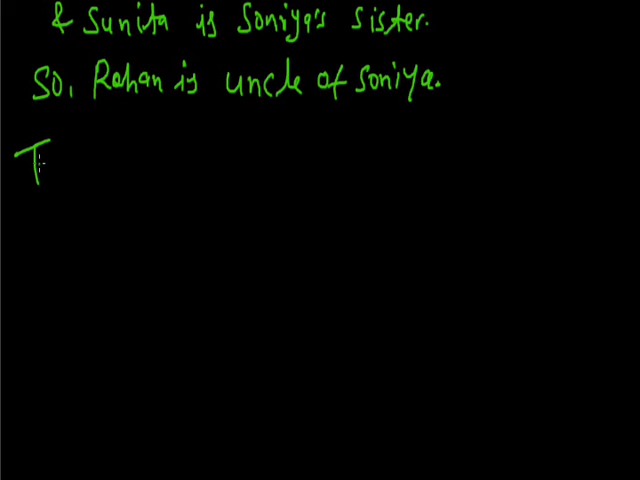 & Sunita is Soniya's sister.
So, Rohan is uncle of Soniya.
T